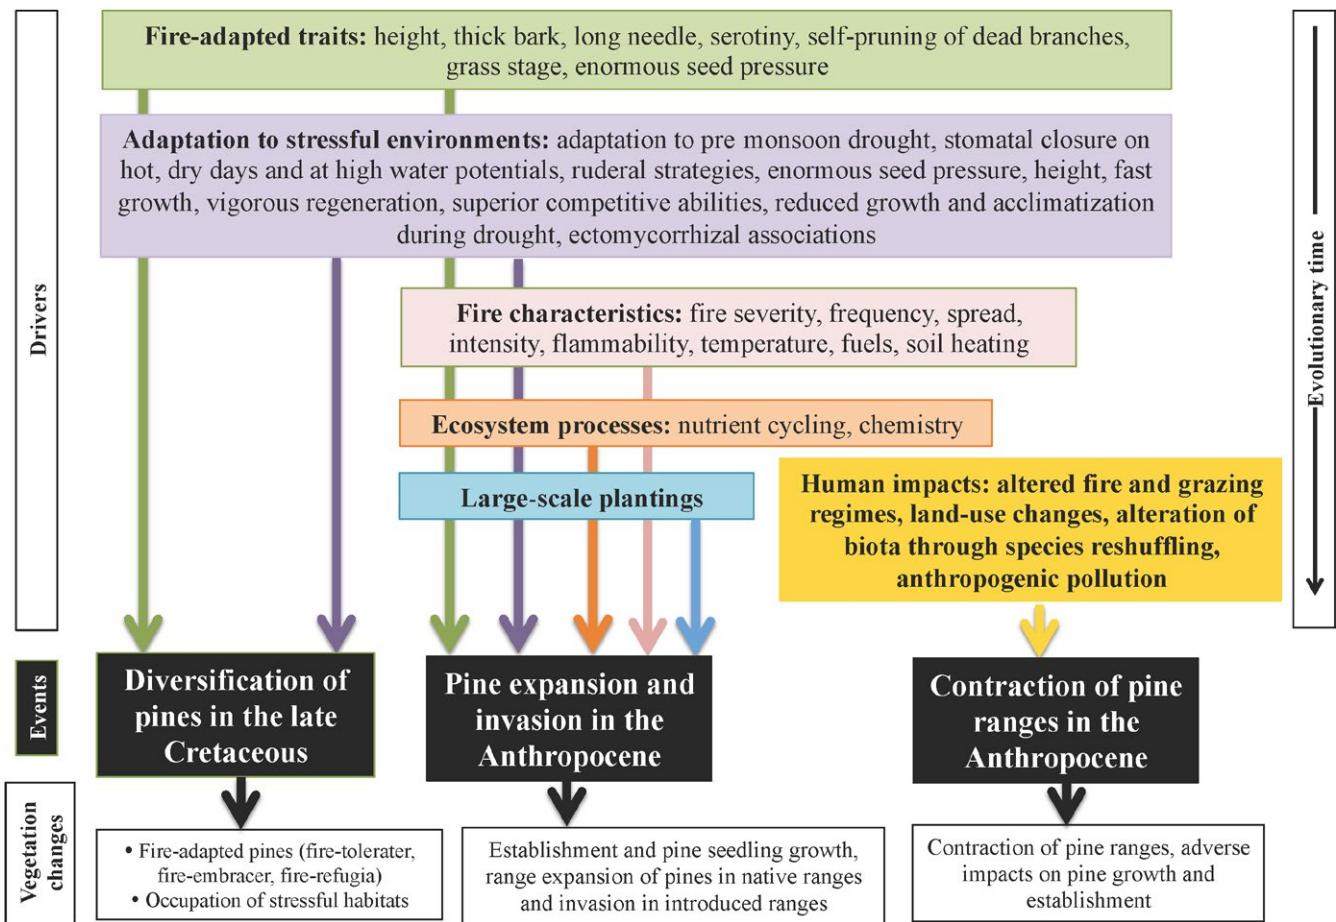 Fire-adapted traits: height, thick bark, long needle, serotiny, self-pruning of dead branches,
grass stage, enormous seed pressure
Adaptation to stressful environments: adaptation to pre monsoon drought, stomatal closure on
hot, dry days and at high water potentials, ruderal strategies, enormous seed pressure, height, fast
growth, vigorous regeneration, superior competitive abilities, reduced growth and acclimatization
during drought, ectomycorrhizal associations
Drivers
Evolutionary time
Fire characteristics: fire severity, frequency, spread,
intensity, flammability, temperature, fuels, soil heating
Ecosystem processes: nutrient cycling, chemistry
Large-scale plantings
Human impacts: altered fire and grazing
regimes, land-use changes, alteration of
biota through species reshuffling,
anthropogenic pollution
Events
Diversification of
pines in the late
Cretaceous
Pine expansion and
invasion in the
Anthropocene
Contraction of pine
ranges in the
Anthropocene
Vegetation
changes
• Fire-adapted pines (fire-tolerater,
fire-embracer, fire-refugia)
• Occupation of stressful habitats
Establishment and pine seedling growth,
range expansion of pines in native ranges
and invasion in introduced ranges
Contraction of pine ranges, adverse
impacts on pine growth and
establishment